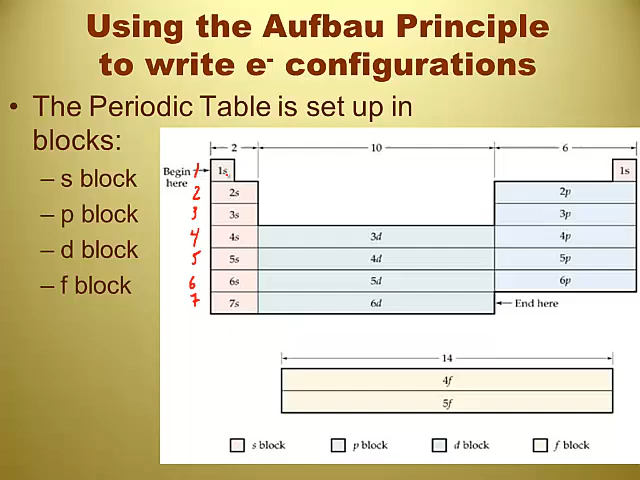 Using the Aufbau Principle
to write e- configurations
• The Periodic Table is set up in
blocks:
– s block
– p block
– d block
– f block
2 10 6
Begin here
1 1s 1s
2 2s 2p
3 3s 3p
4 4s 3d 4p
5 5s 4d 5p
6 6s 5d 6p
7 7s 6d End here
14
4f
5f
s block p block d block f block